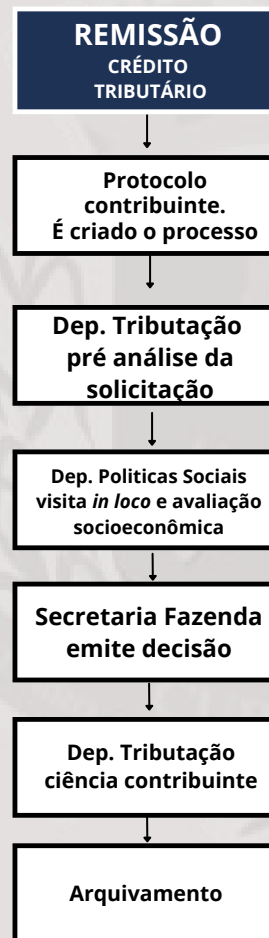 REMISSÃO
CRÉDITO
TRIBUTÁRIO
Protocolo
contribuinte.
É criado o processo
Dep. Tributação
pré análise da
solicitação
Dep. Politicas Sociais
visita in loco e avaliação
socioeconômica
Secretaria Fazenda
emite decisão
Dep. Tributação
ciência contribuinte
Arquivamento